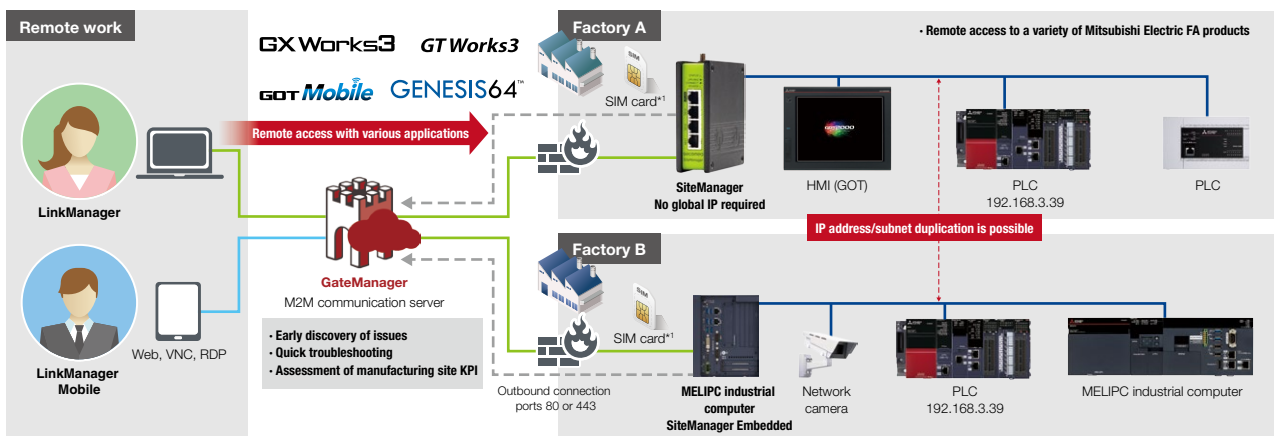 Remote work
LinkManager
LinkManager
Mobile
Web, VNC, RDP
GX Works3
GT Works3
GOT Mobile
GENESIS64™
Remote access with various applications
GateManager
M2M communication server
· Early discovery of issues
· Quick troubleshooting
· Assessment of manufacturing site KPI
Outbound connection
ports 80 or 443
Factory A
· Remote access to a variety of Mitsubishi Electric FA products
SIM
SIM card*1
SiteManager
No global IP required
HMI (GOT)
PLC
192.168.3.39
PLC
IP address/subnet duplication is possible
Factory B
SIM
SIM card*1
MELIPC industrial
computer
SiteManager Embedded
Network
camera
PLC
192.168.3.39
MELIPC industrial computer